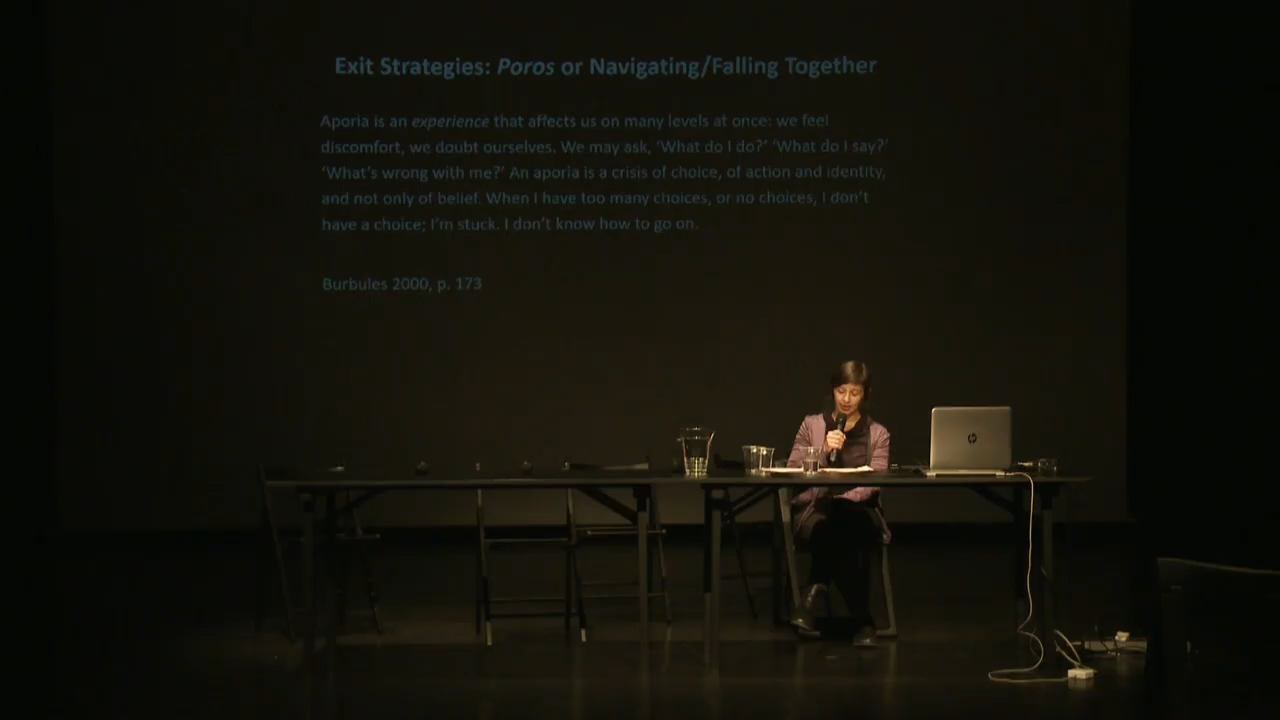 Exit Strategies: Poros or Navigating/Falling Together
Aporia is an experience that affects us on many levels at once: we feel
discomfort, we doubt ourselves. We may ask, ‘What do I do?’ ‘What do I say?’
‘What’s wrong with me?’ An aporia is a crisis of choice, of action and identity,
and not only of belief. When I have too many choices, or no choices, I don’t
have a choice; I’m stuck. I don’t know how to go on.
Burbules 2000, p. 173
hp